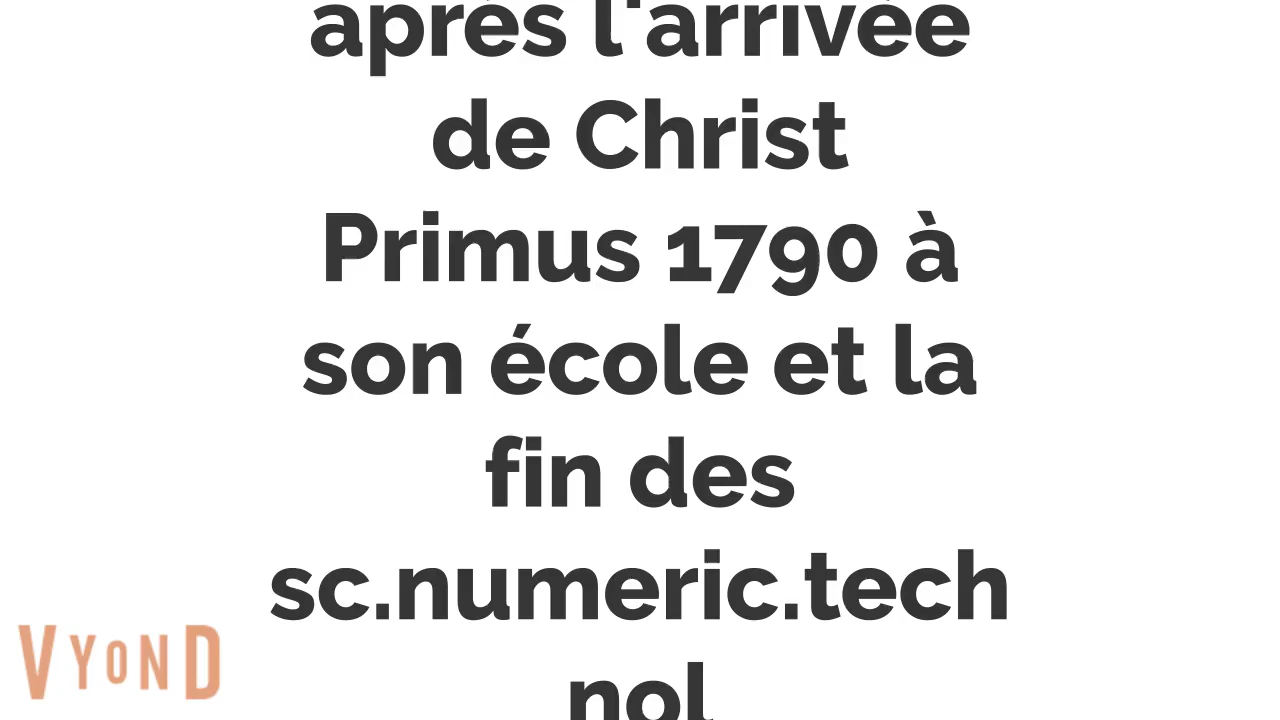 après l'arrivée
de Christ
Primus 1790 à
son école et la
fin des
sc.numeric.tech
nol
VYOND